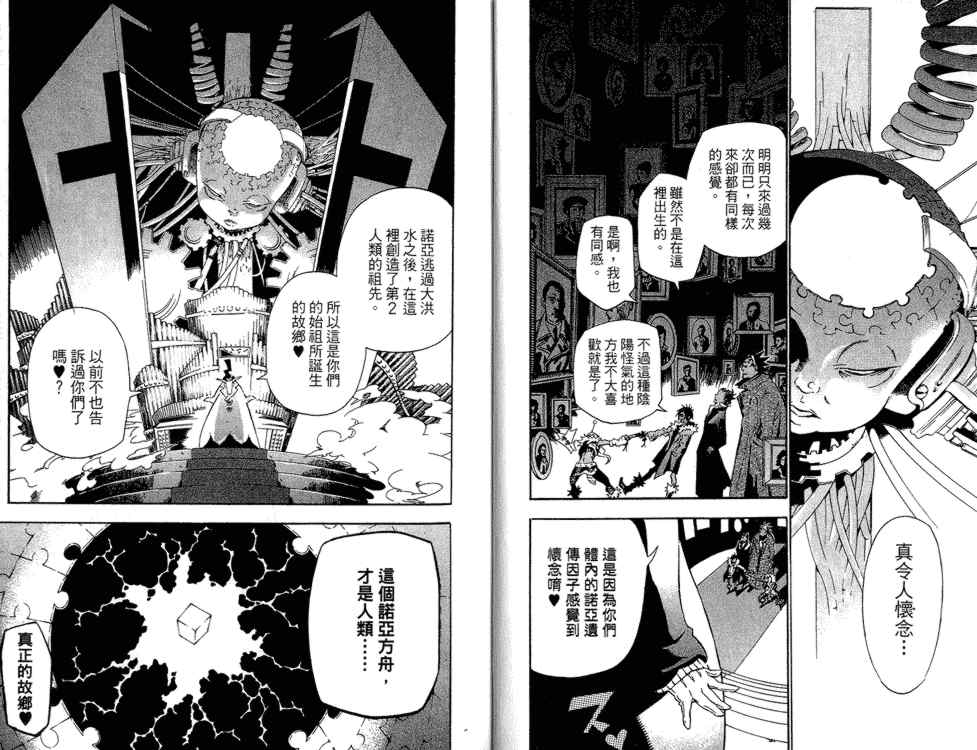 真令人懷念…
明明只來過幾
次而已，每次
來卻都有同樣
的感覺。
雖然不是在這
裡出生的。
是啊，我也
有同感。
不過這種陰
陽怪氣的地
方我不大喜
歡就是了。
這是因為你們
體內的諾亞遺
傳因子感覺到
懷念唷♥
ズッ
諾亞逃過大洪
水之後，在這
裡創造了第2
人類的祖先。
所以這是你們
的始祖所誕生
的故鄉♥
以前不也告
訴過你們了
嗎♥？
這個諾亞方舟，
才是人類……
真正的故鄉♥